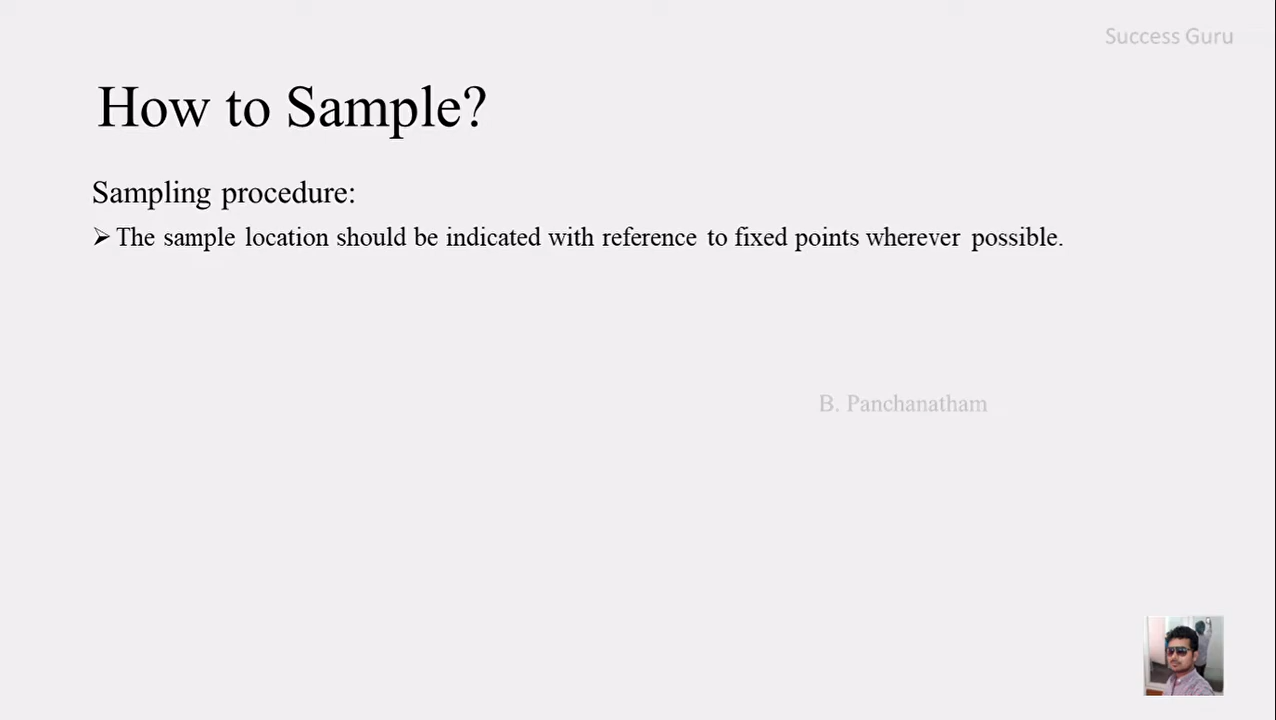 Success Guru
How to Sample?
Sampling procedure:
➢ The sample location should be indicated with reference to fixed points wherever possible.
B. Panchanatham